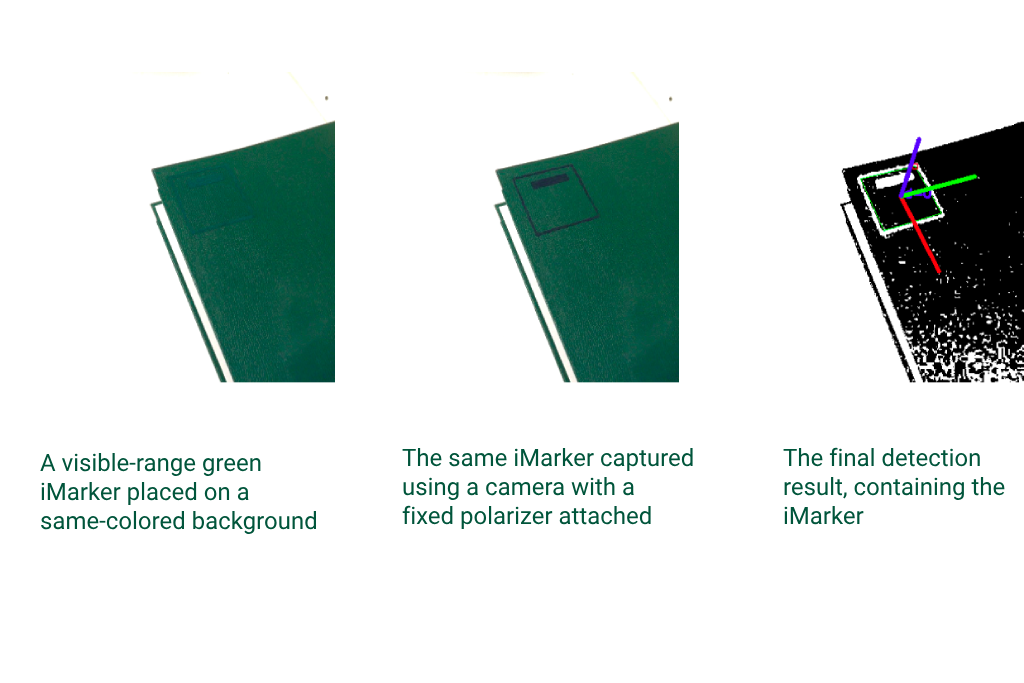 A visible-range green
iMarker placed on a
same-colored background
The same iMarker captured
using a camera with a
fixed polarizer attached
The final detection
result, containing the
iMarker